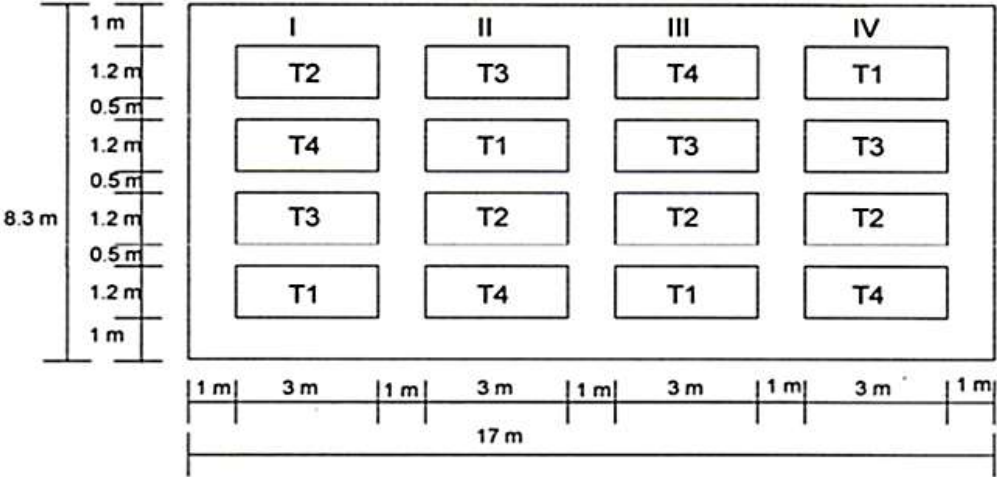 1 m I II III IV
1.2 m T2 T3 T4 T1
0.5 m
1.2 m T4 T1 T3 T3
0.5 m
8.3 m 1.2 m T3 T2 T2 T2
0.5 m
1.2 m T1 T4 T1 T4
1 m
1 m 3 m 1 m 3 m 1 m 3 m 1 m 3 m 1 m
17 m